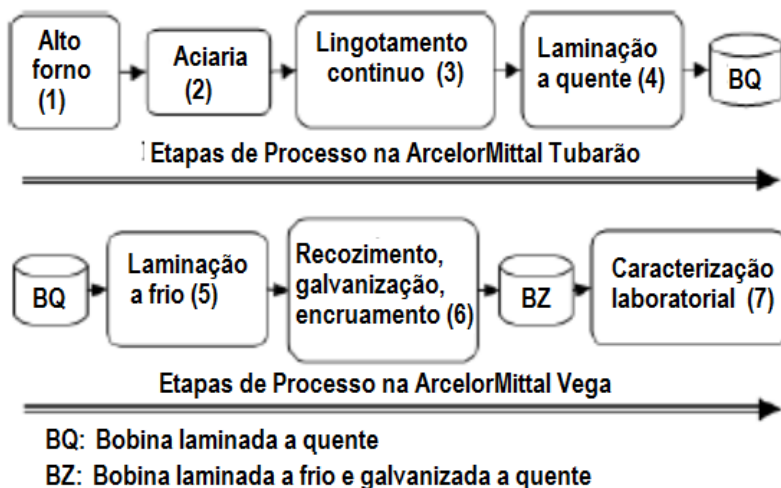 Alto
forno
(1)
Aciaria
(2)
Lingotamento
continuo (3)
Laminação
a quente (4)
BQ
Etapas de Processo na ArcelorMittal Tubarão
BQ
Laminação
a frio (5)
Recozimento,
galvanização,
encruamento (6)
BZ
Caracterização
laboratorial (7)
Etapas de Processo na ArcelorMittal Vega
BQ: Bobina laminada a quente
BZ: Bobina laminada a frio e galvanizada a quente